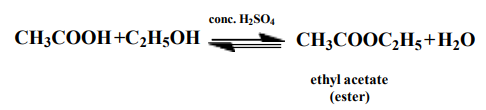 conc. H₂SO₄
CH₃COOH+C₂H₅OH ⇌ CH₃COOC₂H₅+H₂O
ethyl acetate
(ester)